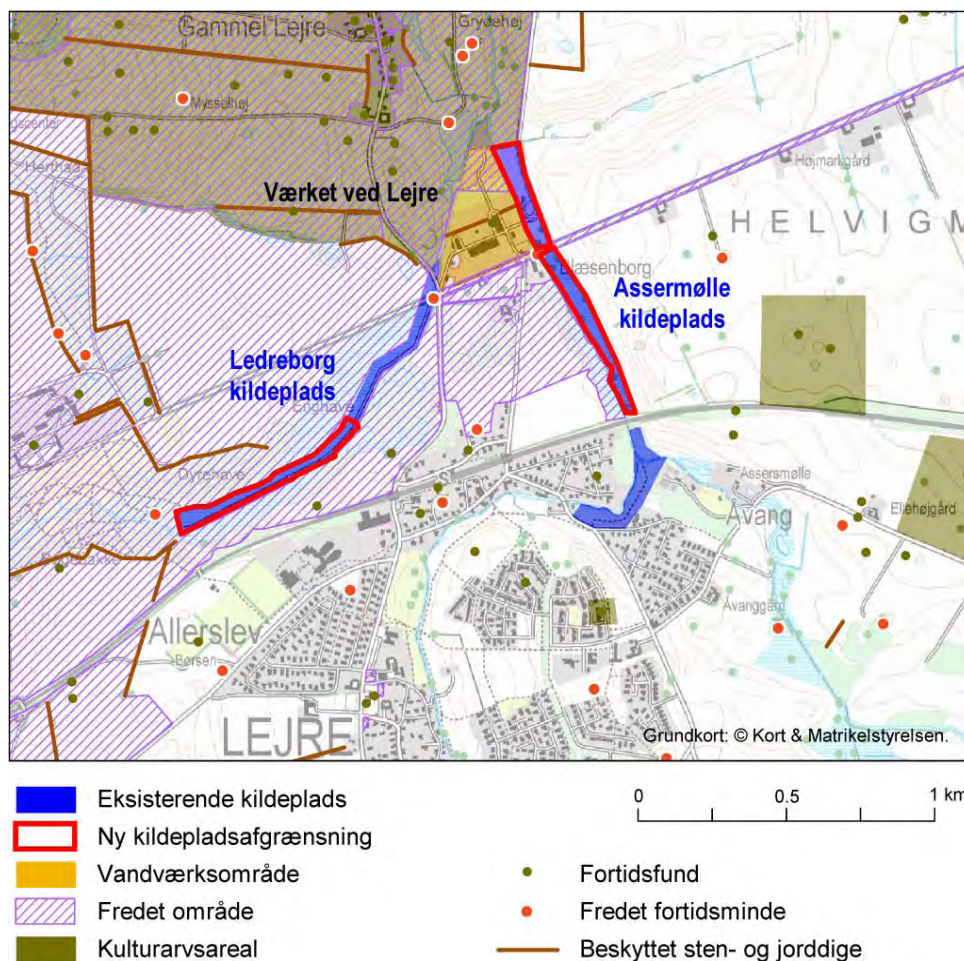 Gammel Lejre
Grydehøj
Mysselhøj
Højmarkgård
Værket ved Lejre
HELVIGM
Blæsenborg
Assermølle
kildeplads
Ledreborg
kildeplads
Enghave
Dyrehave
Assersmølle
Ellehøjgård
Avang
Avanggård
Allerslev
Børsen
LEJRE
Grundkort: © Kort & Matrikelstyrelsen.
Eksisterende kildeplads
Ny kildepladsafgrænsning
Vandværksområde
Fredet område
Kulturarvsareal
0 0.5 1 km
Fortidsfund
Fredet fortidsminde
Beskyttet sten- og jorddige